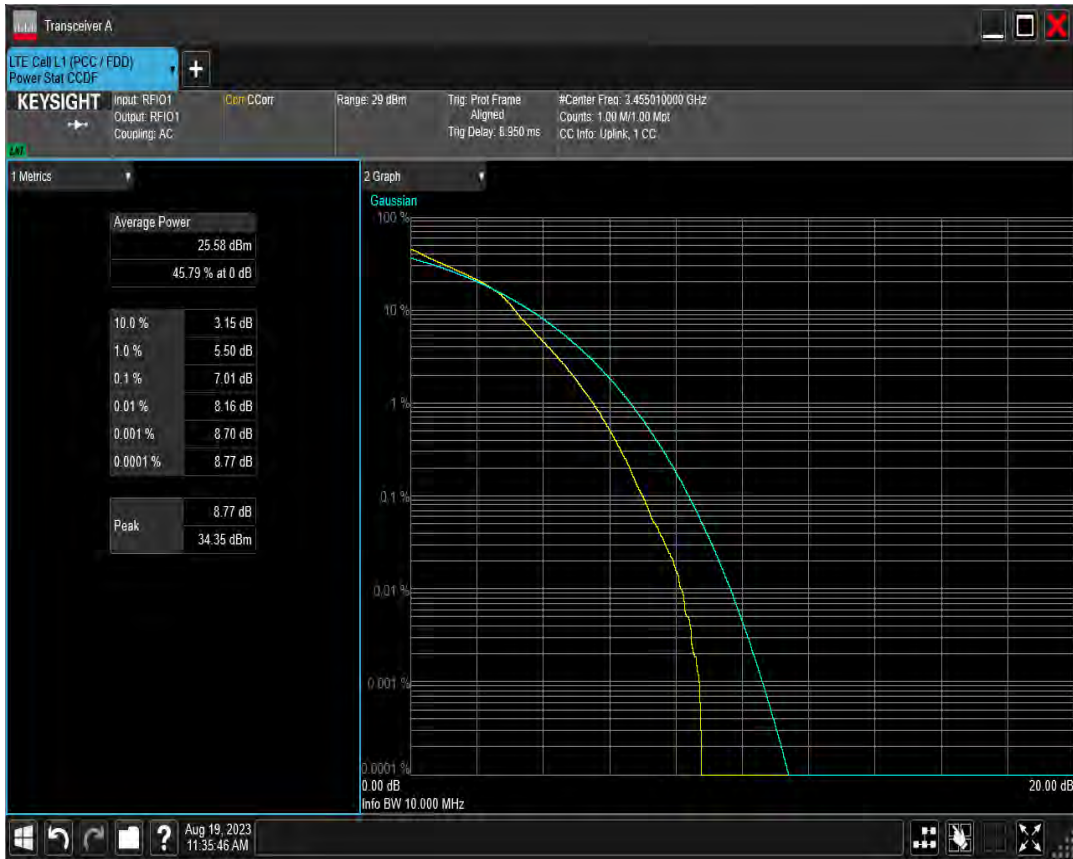 Transceiver A
LTE Cell L1 (PCC / FDD)
Power Stat CCDF
+
KEYSIGHT
Input: RFIO1
Output: RFIO1
Coupling: AC
Corr CCorr
Range: 29 dBm
Trig: Prot Frame
Aligned
Trig Delay: 8.950 ms
#Center Freq: 3.455010000 GHz
Counts: 1.00 M/1.00 Mpt
CC Info: Uplink, 1 CC
1 Metrics
Average Power
25.58 dBm
45.79 % at 0 dB
10.0 % 3.15 dB
1.0 % 5.50 dB
0.1 % 7.01 dB
0.01 % 8.16 dB
0.001 % 8.70 dB
0.0001 % 8.77 dB
Peak
8.77 dB
34.35 dBm
2 Graph
Gaussian
100 %
10 %
1 %
0.1 %
0.01 %
0.001 %
0.0001 %
0.00 dB 20.00 dB
Info BW 10.000 MHz
? Aug 19, 2023
11:35:46 AM